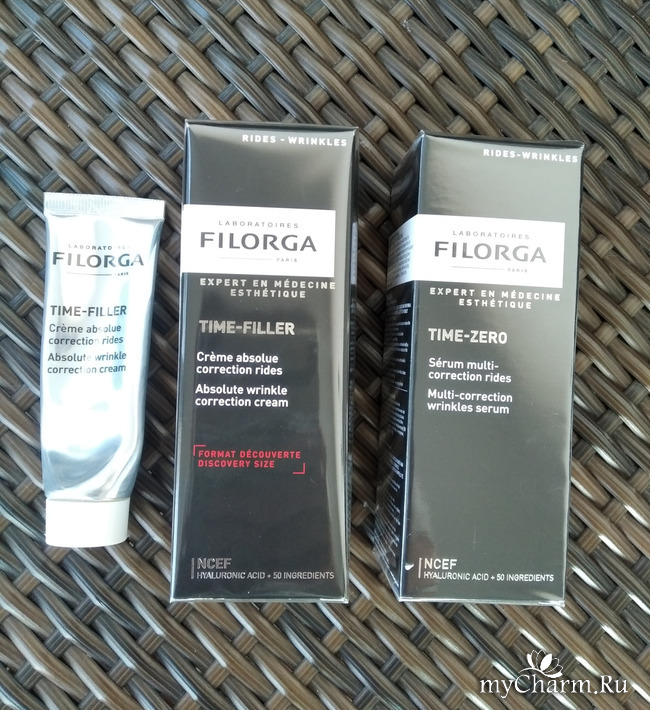 LABORATOIRES
FILORGA
PARIS
TIME-FILLER
Crème absolue
correction rides
Absolute wrinkle
correction cream
RIDES - WRINKLES
LABORATOIRES
FILORGA
PARIS
EXPERT EN MÉDECINE
ESTHÉTIQUE
TIME-FILLER
Crème absolue
correction rides
Absolute wrinkle
correction cream
FORMAT DÉCOUVERTE
DISCOVERY SIZE
NCEF
HYALURONIC ACID + 50 INGREDIENTS
RIDES-WRINKLES
LABORATOIRES
FILORGA
PARIS
EXPERT EN MÉDECINE
ESTHÉTIQUE
TIME-ZERO
Sérum multi-
correction rides
Multi-correction
wrinkles serum
NCEF
HYALURONIC ACID + 50 INGREDIENTS
myCharm.Ru